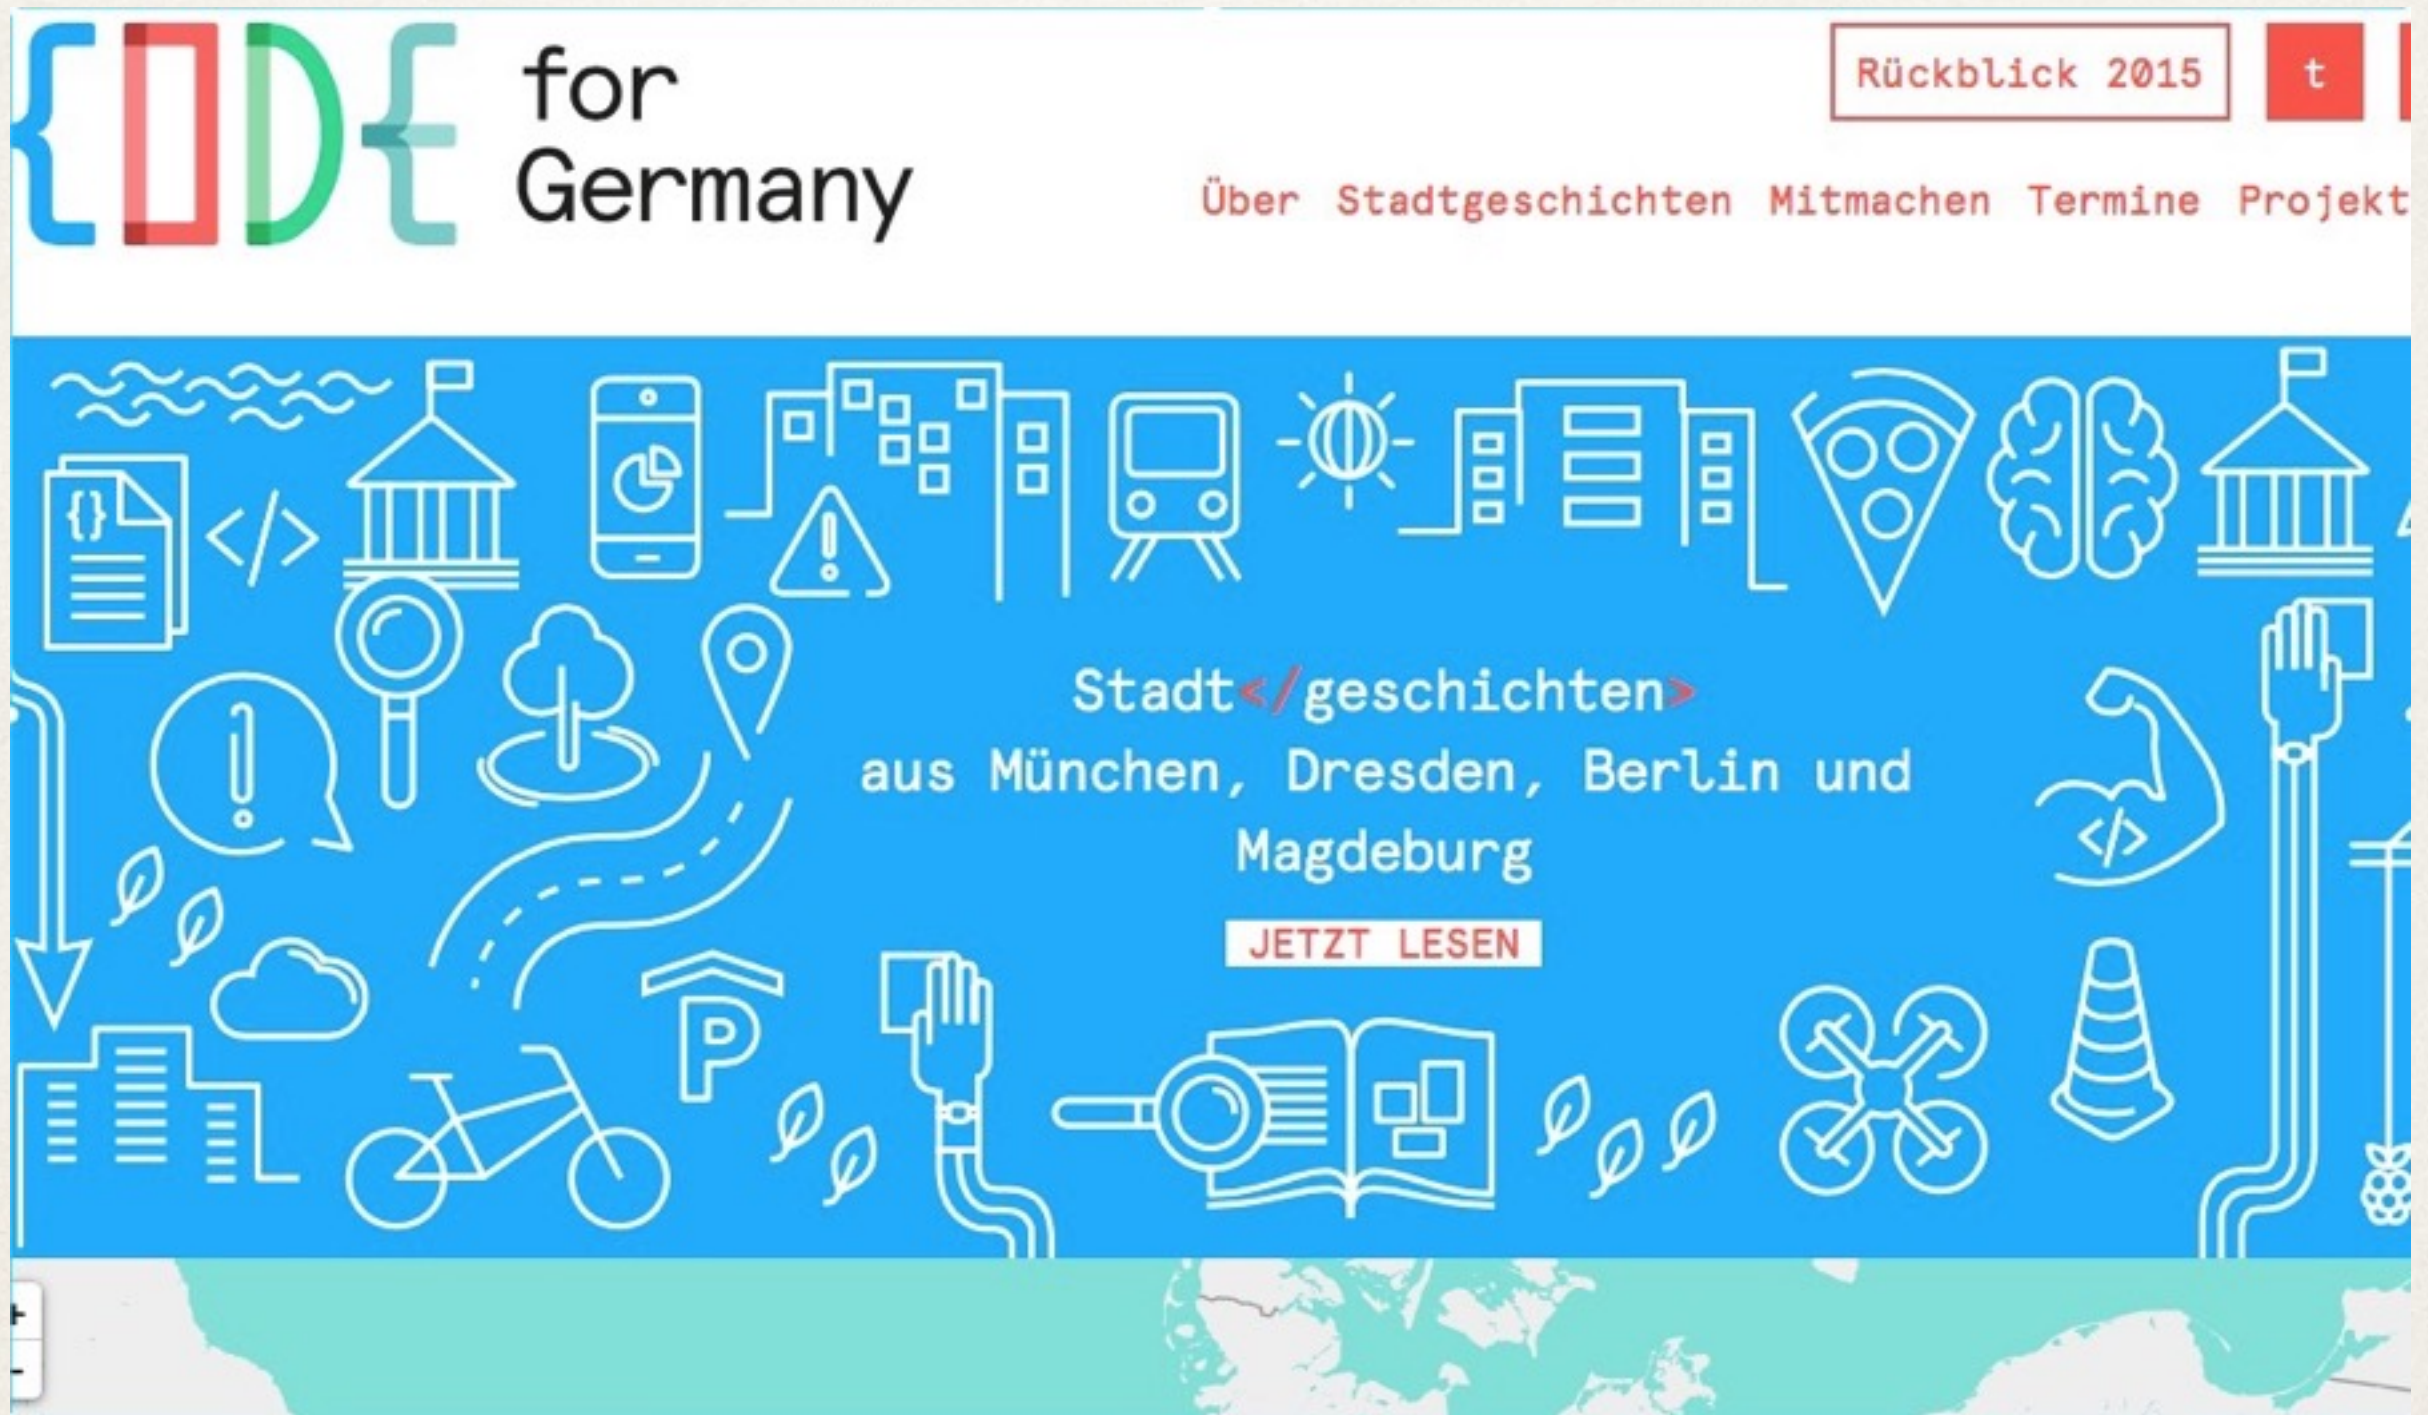 CODE for
Germany
Rückblick 2015
t
Über Stadtgeschichten Mitmachen Termine Projekt
{}
</>
Stadt</geschichten>
aus München, Dresden, Berlin und
Magdeburg
</>
JETZT LESEN
P
+
-